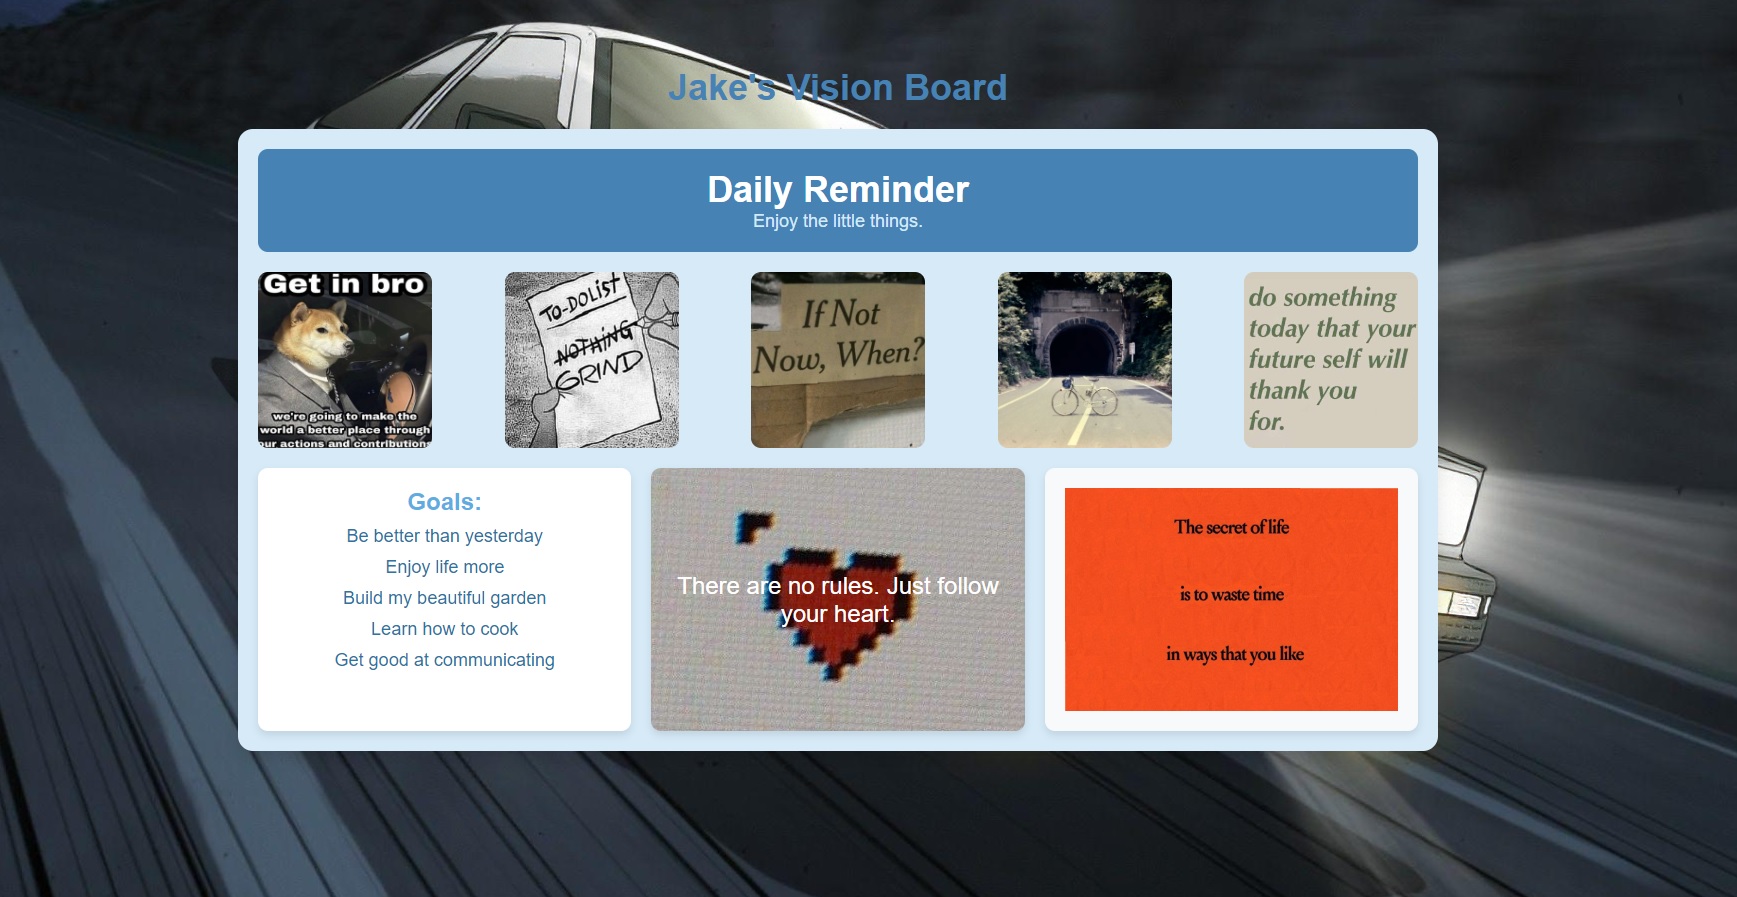 Jake's Vision Board
Daily Reminder
Enjoy the little things.
Get in bro
we're going to make the
world a better place through
our actions and contributions
TO-DO LIST
NOTHING
GRIND
If Not
Now, When?
do something
today that your
future self will
thank you
for.
Goals:
Be better than yesterday
Enjoy life more
Build my beautiful garden
Learn how to cook
Get good at communicating
There are no rules. Just follow
your heart.
The secret of life
is to waste time
in ways that you like